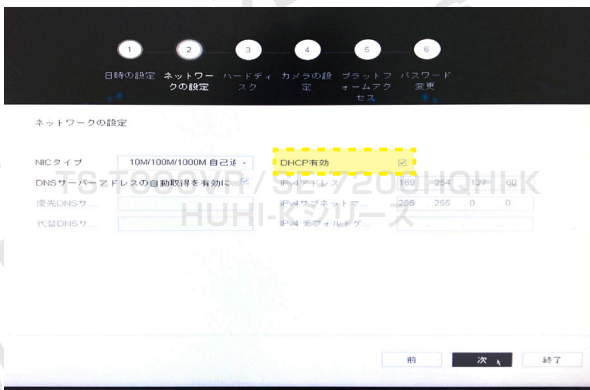 1 2 3 4 5 6
日時の設定 ネットワークの設定 ハードディスク カメラの設定 プラットフォームアクセス パスワード変更
ネットワークの設定
NICタイプ 10M/100M/1000M 自己 DHCP有効
DNSサーバーアドレスの自動取得を有効に IPv4アドレス 169 254 127 60
優先DNSサ... IPv4サブネットマ... 255 255 0 0
代替DNSサ... IPv4デフォルトゲ...
HUHI-Kシリーズ
前 次 終了